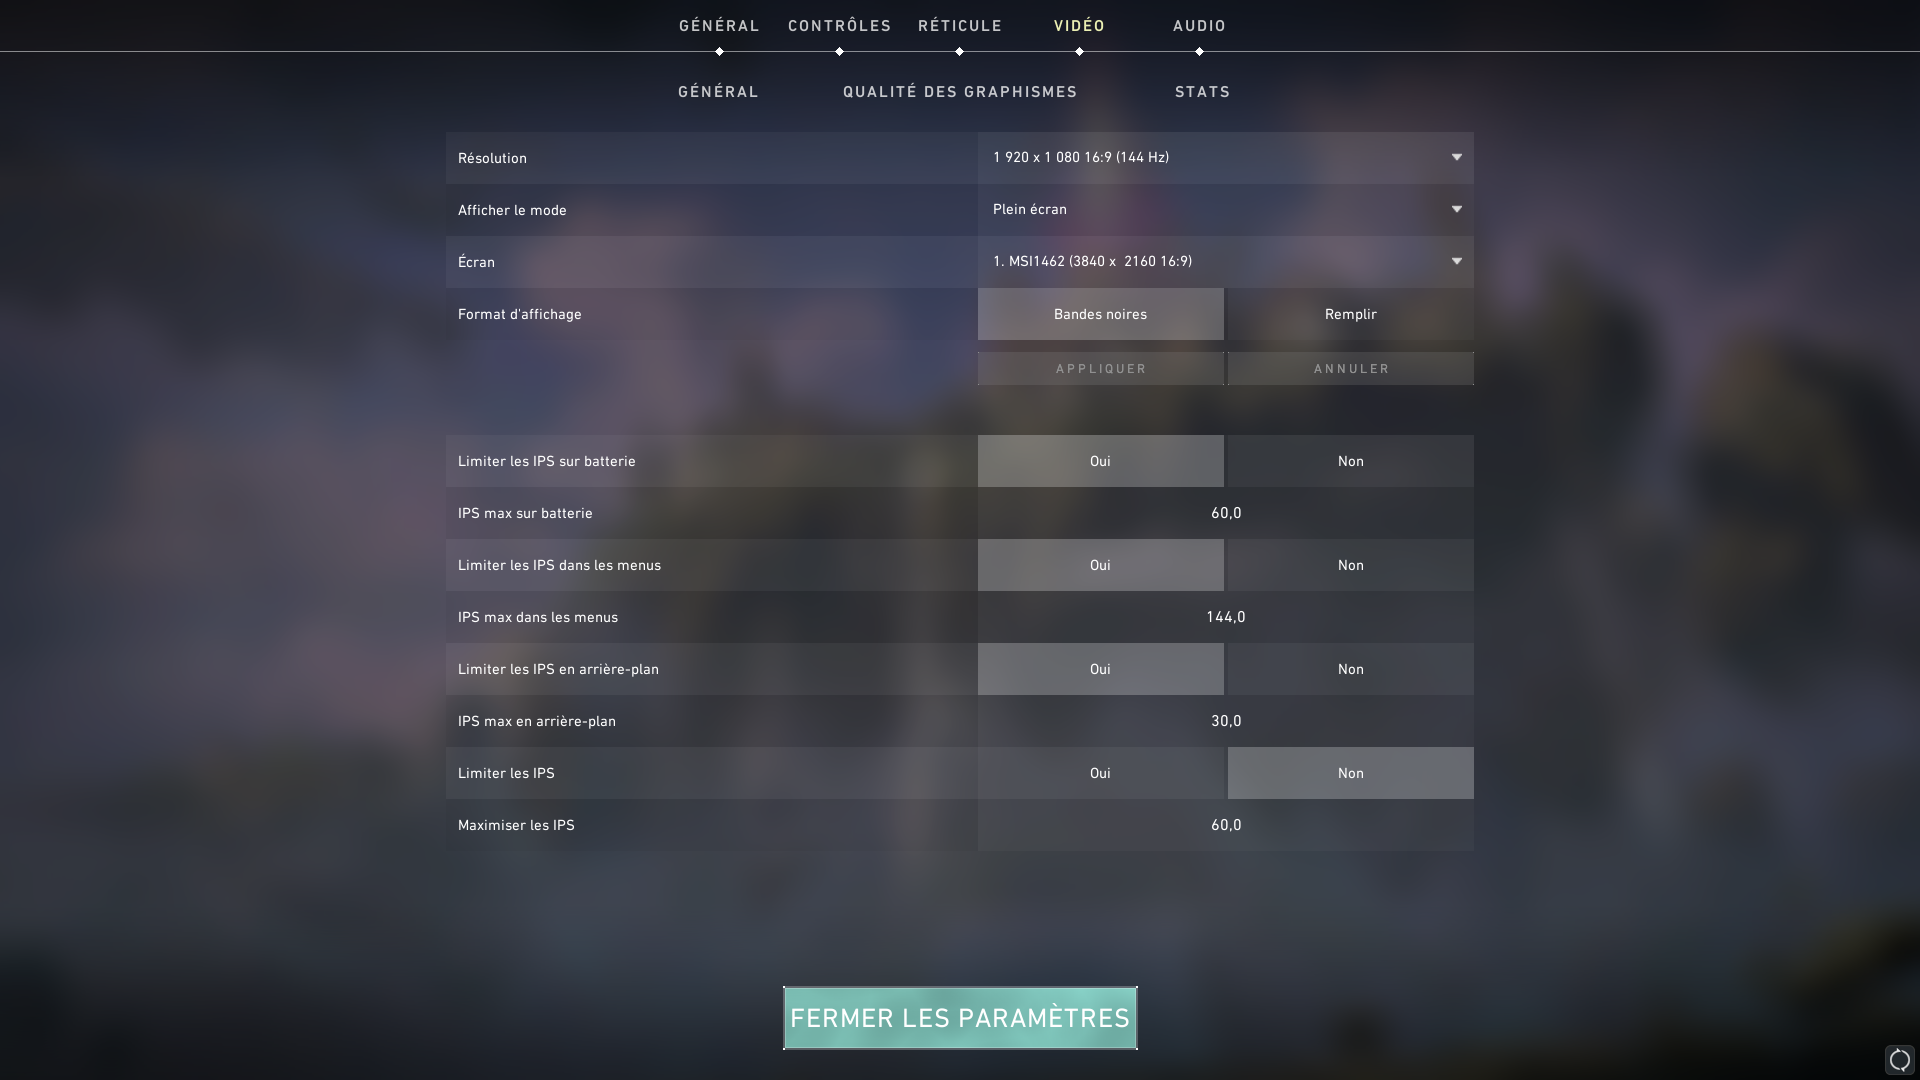 GÉNÉRAL CONTRÔLES RÉTICULE VIDÉO AUDIO
GÉNÉRAL QUALITÉ DES GRAPHISMES STATS
Résolution 1 920 x 1 080 16:9 (144 Hz)
Afficher le mode Plein écran
Écran 1. MSI1462 (3840 x 2160 16:9)
Format d'affichage Bandes noires Remplir
APPLIQUER ANNULER
Limiter les IPS sur batterie Oui Non
IPS max sur batterie 60,0
Limiter les IPS dans les menus Oui Non
IPS max dans les menus 144,0
Limiter les IPS en arrière-plan Oui Non
IPS max en arrière-plan 30,0
Limiter les IPS Oui Non
Maximiser les IPS 60,0
FERMER LES PARAMÈTRES